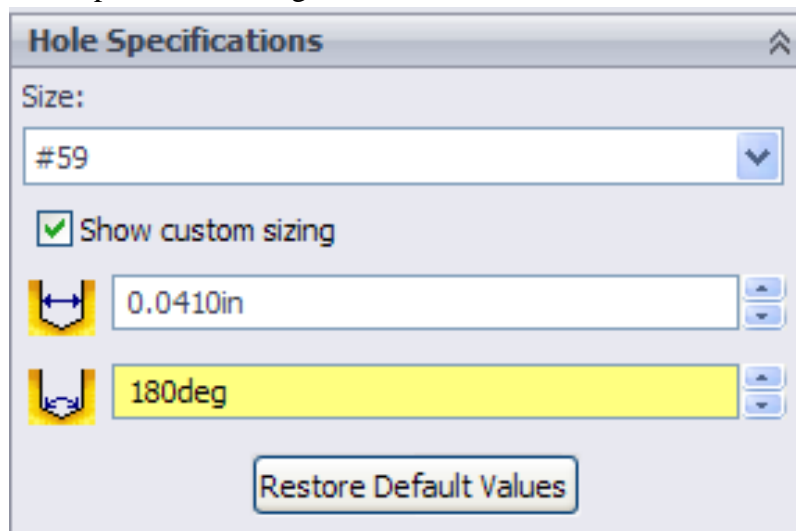 Hole Specifications
Size:
#59
Show custom sizing
0.0410in
180deg
Restore Default Values